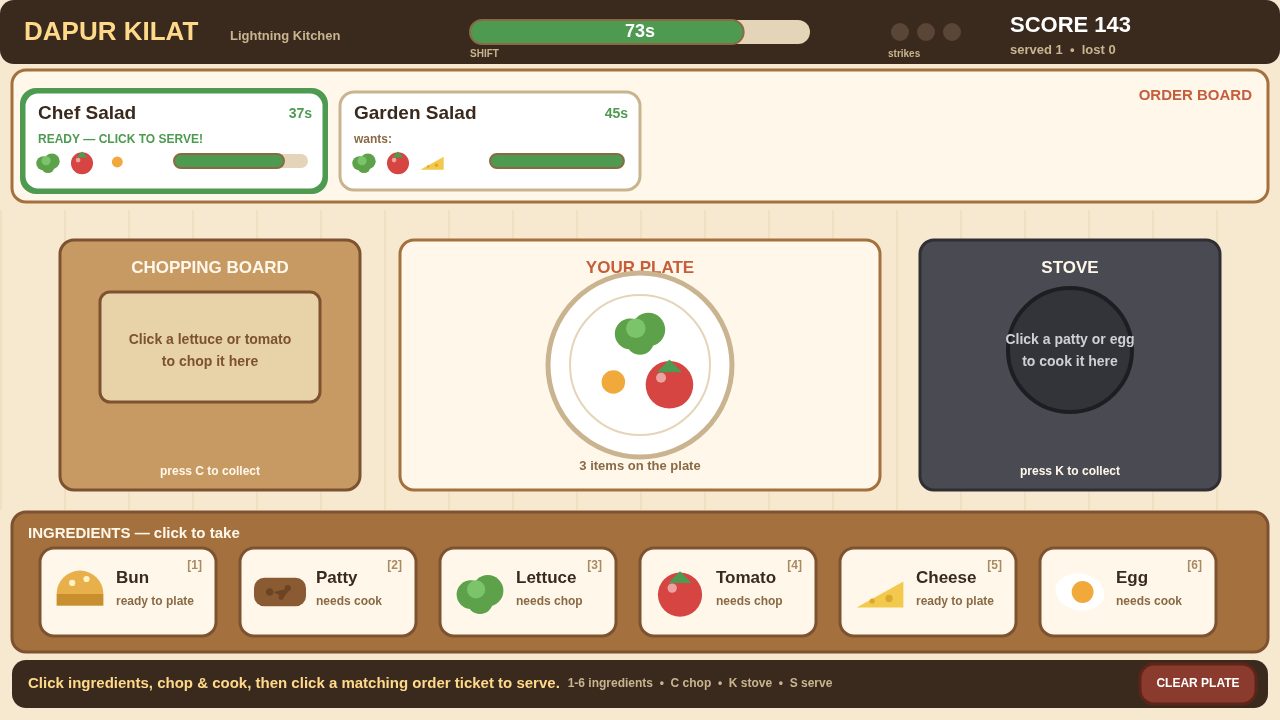 DAPUR KILAT
Lightning Kitchen
73s
SHIFT
strikes
SCORE 143
served 1 • lost 0
ORDER BOARD
Chef Salad
37s
READY — CLICK TO SERVE!
Garden Salad
45s
wants:
CHOPPING BOARD
Click a lettuce or tomato
to chop it here
press C to collect
YOUR PLATE
3 items on the plate
STOVE
Click a patty or egg
to cook it here
press K to collect
INGREDIENTS — click to take
[1]
Bun
ready to plate
[2]
Patty
needs cook
[3]
Lettuce
needs chop
[4]
Tomato
needs chop
[5]
Cheese
ready to plate
[6]
Egg
needs cook
Click ingredients, chop & cook, then click a matching order ticket to serve.
1-6 ingredients • C chop • K stove • S serve
CLEAR PLATE